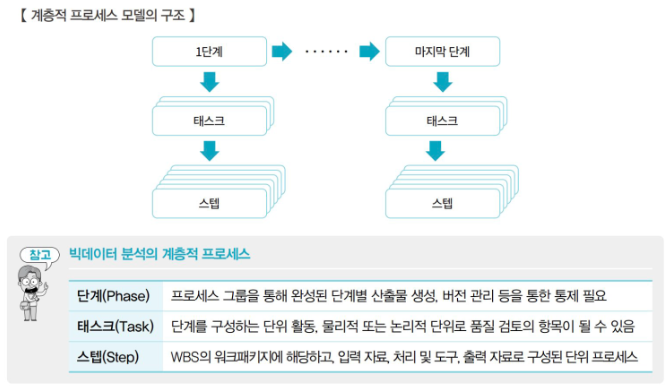 【 계층적 프로세스 모델의 구조 】
1단계 ······ 마지막 단계
태스크 태스크
스텝 스텝
참고 빅데이터 분석의 계층적 프로세스
단계(Phase) 프로세스 그룹을 통해 완성된 단계별 산출물 생성, 버전 관리 등을 통한 통제 필요
태스크(Task) 단계를 구성하는 단위 활동, 물리적 또는 논리적 단위로 품질 검토의 항목이 될 수 있음
스텝(Step) WBS의 워크패키지에 해당하고, 입력 자료, 처리 및 도구, 출력 자료로 구성된 단위 프로세스